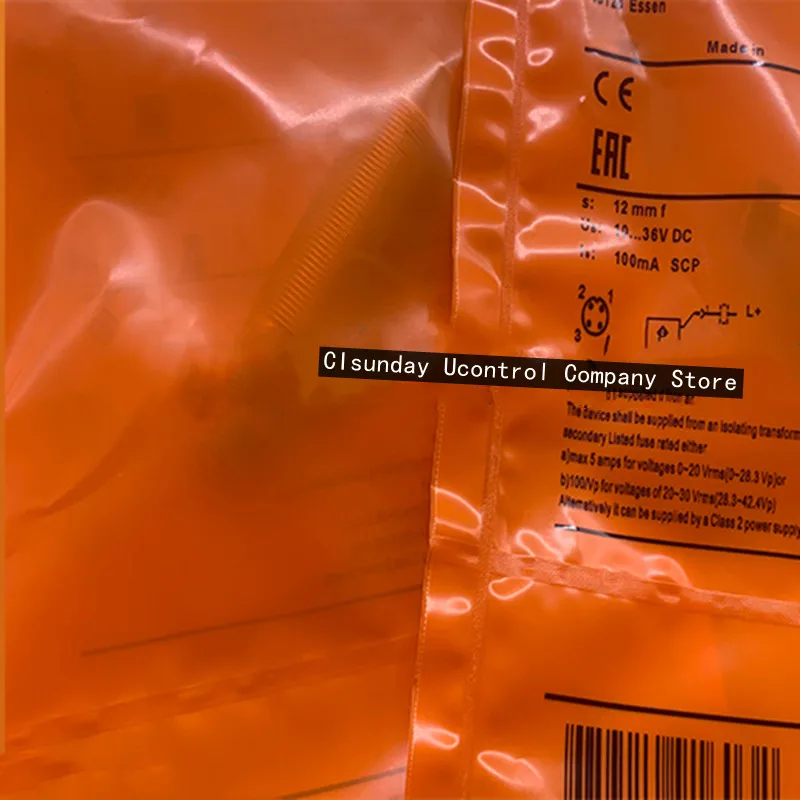 Essen
Made in
CE
EAC
s: 12 mm f
10...36V DC
100mA SCP
2 1
3
L+
CIsunday Ucontrol Company Store
The device shall be supplied from an isolating transform
secondary Listed fuse rated either
a)max 5 amps for voltages 0~20 Vrms(0~28.3 Vp)or
b)100/Vp for voltages of 20~30 Vrms(28.3~42.4Vp)
Alternatively it can be supplied by a Class 2 power supply